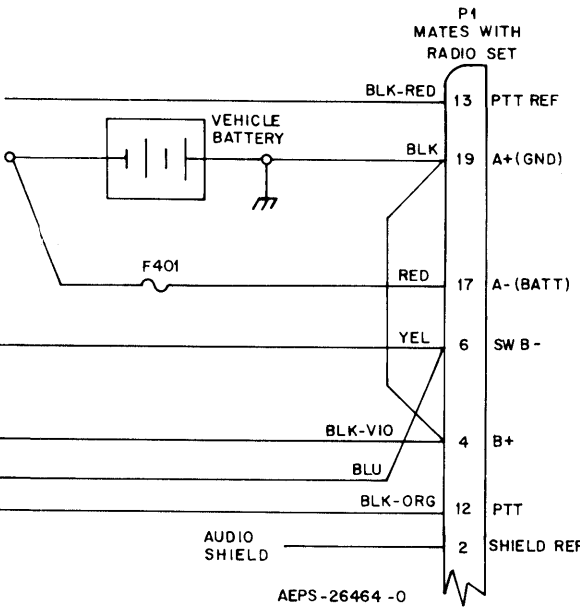 P1
MATES WITH
RADIO SET
BLK-RED
13
PTT REF
VEHICLE
BATTERY
BLK
19
A+(GND)
F401
RED
17
A-(BATT)
YEL
6
SW B-
BLK-VIO
4
B+
BLU
BLK-ORG
12
PTT
AUDIO
SHIELD
2
SHIELD REF
AEPS-26464-O